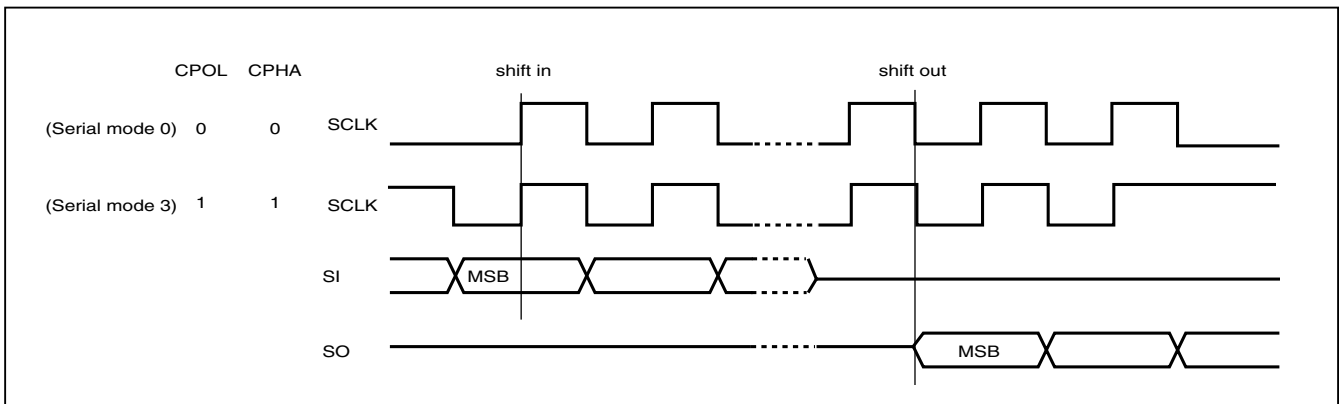 CPOL CPHA shift in shift out
(Serial mode 0) 0 0 SCLK
(Serial mode 3) 1 1 SCLK
SI MSB
SO MSB